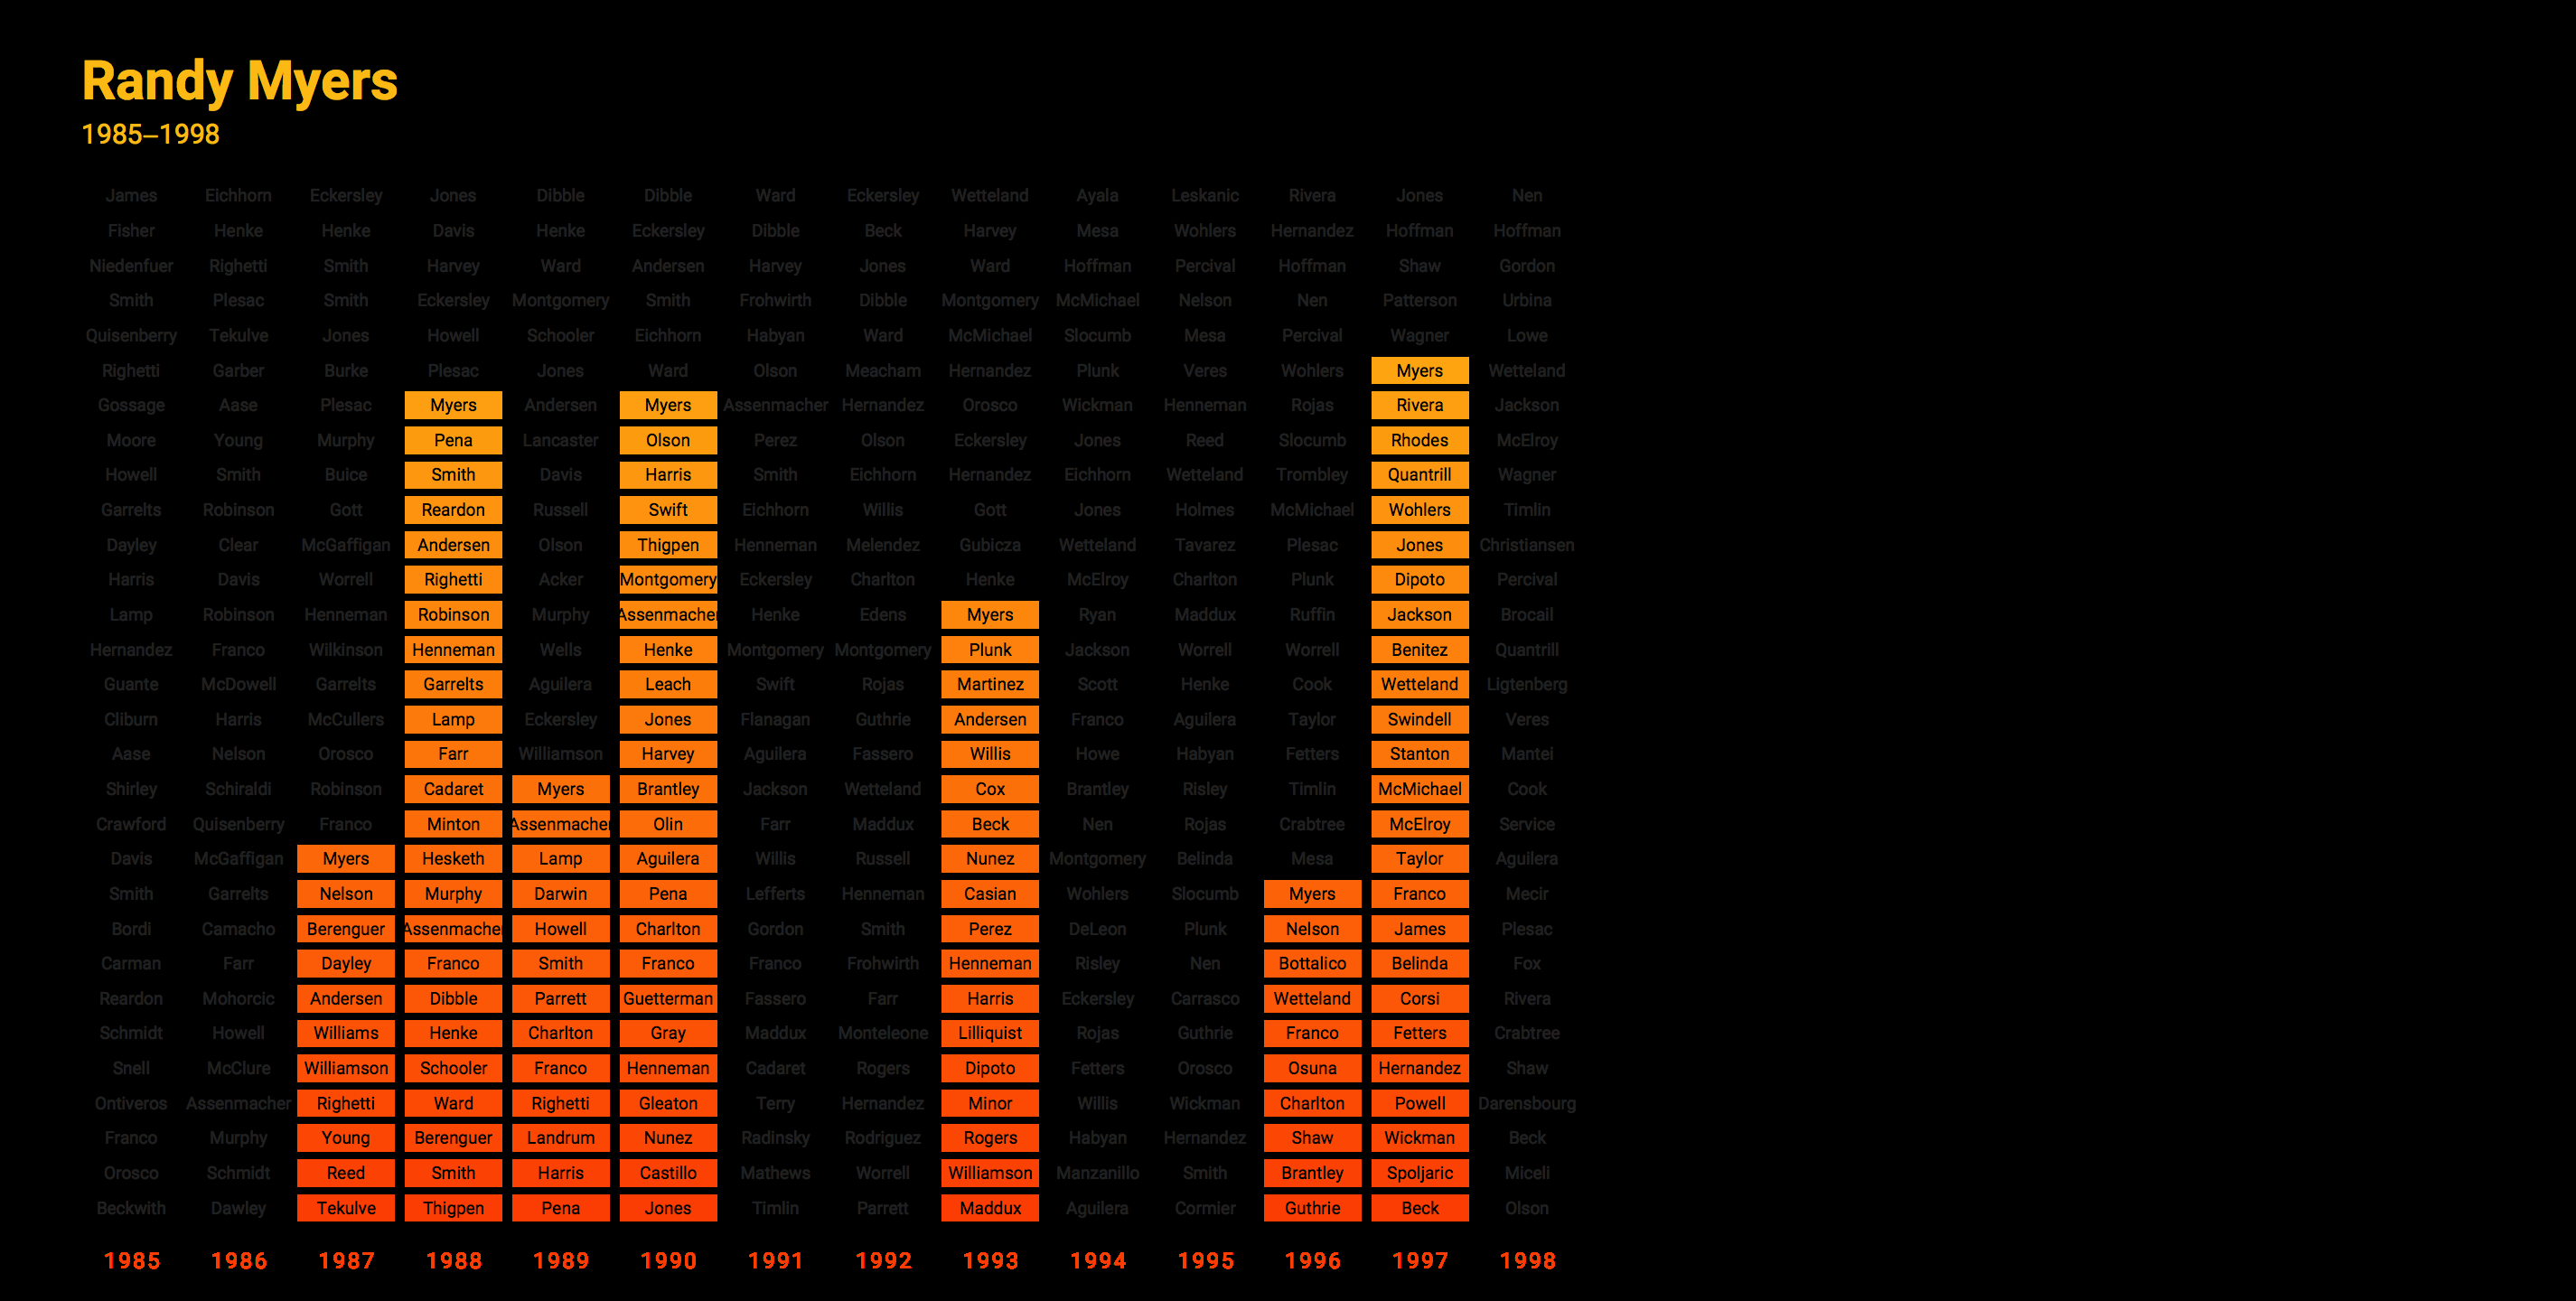 Randy Myers
1985–1998
James Eichhorn Eckersley Jones Dibble Dibble Ward Eckersley Wetteland Ayala Leskanic Rivera Jones Nen
Fisher Henke Henke Davis Henke Eckersley Dibble Beck Harvey Mesa Wohlers Hernandez Hoffman Hoffman
Niedenfuer Righetti Smith Harvey Ward Andersen Harvey Jones Ward Hoffman Percival Hoffman Shaw Gordon
Smith Plesac Smith Eckersley Montgomery Smith Frohwirth Dibble Montgomery McMichael Nelson Nen Patterson Urbina
Quisenberry Tekulve Jones Howell Schooler Eichhorn Habyan Ward McMichael Slocumb Mesa Percival Wagner Lowe
Righetti Garber Burke Plesac Jones Ward Olson Meacham Hernandez Plunk Veres Wohlers Myers Wetteland
Gossage Aase Plesac Myers Andersen Myers Assenmacher Hernandez Orosco Wickman Henneman Rojas Rivera Jackson
Moore Young Murphy Pena Lancaster Olson Perez Olson Eckersley Jones Reed Slocumb Rhodes McElroy
Howell Smith Buice Smith Davis Harris Smith Eichhorn Hernandez Eichhorn Wetteland Trombley Quantrill Wagner
Garrelts Robinson Gott Reardon Russell Swift Eichhorn Willis Gott Jones Holmes McMichael Wohlers Timlin
Dayley Clear McGaffigan Andersen Olson Thigpen Henneman Melendez Gubicza Wetteland Tavarez Plesac Jones Christiansen
Harris Davis Worrell Righetti Acker Montgomery Eckersley Charlton Henke McElroy Charlton Plunk Dipoto Percival
Lamp Robinson Henneman Robinson Murphy Assenmacher Henke Edens Myers Ryan Maddux Ruffin Jackson Brocail
Hernandez Franco Wilkinson Henneman Wells Henke Montgomery Montgomery Plunk Jackson Worrell Worrell Benitez Quantrill
Guante McDowell Garrelts Garrelts Aguilera Leach Swift Rojas Martinez Scott Henke Cook Wetteland Ligtenberg
Cliburn Harris McCullers Lamp Eckersley Jones Flanagan Guthrie Andersen Franco Aguilera Taylor Swindell Veres
Aase Nelson Orosco Farr Williamson Harvey Aguilera Fassero Willis Howe Habyan Fetters Stanton Mantei
Shirley Schiraldi Robinson Cadaret Myers Brantley Jackson Wetteland Cox Brantley Risley Timlin McMichael Cook
Crawford Quisenberry Franco Minton Assenmacher Olin Farr Maddux Beck Nen Rojas Crabtree McElroy Service
Davis McGaffigan Myers Hesketh Lamp Aguilera Willis Russell Nunez Montgomery Belinda Mesa Taylor Aguilera
Smith Garrelts Nelson Murphy Darwin Pena Lefferts Henneman Casian Wohlers Slocumb Myers Franco Mecir
Bordi Camacho Berenguer Assenmacher Howell Charlton Gordon Smith Perez DeLeon Plunk Nelson James Plesac
Carman Farr Dayley Franco Smith Franco Franco Frohwirth Henneman Risley Nen Bottalico Belinda Fox
Reardon Mohorcic Andersen Dibble Parrett Guetterman Fassero Farr Harris Eckersley Carrasco Wetteland Corsi Rivera
Schmidt Howell Williams Henke Charlton Gray Maddux Monteleone Lilliquist Rojas Guthrie Franco Fetters Crabtree
Snell McClure Williamson Schooler Franco Henneman Cadaret Rogers Dipoto Fetters Orosco Osuna Hernandez Shaw
Ontiveros Assenmacher Righetti Ward Righetti Gleaton Terry Hernandez Minor Willis Wickman Charlton Powell Darensbourg
Franco Murphy Young Berenguer Landrum Nunez Radinsky Rodriguez Rogers Habyan Hernandez Shaw Wickman Beck
Orosco Schmidt Reed Smith Harris Castillo Mathews Worrell Williamson Manzanillo Smith Brantley Spoljaric Miceli
Beckwith Dawley Tekulve Thigpen Pena Jones Timlin Parrett Maddux Aguilera Cormier Guthrie Beck Olson
1985 1986 1987 1988 1989 1990 1991 1992 1993 1994 1995 1996 1997 1998